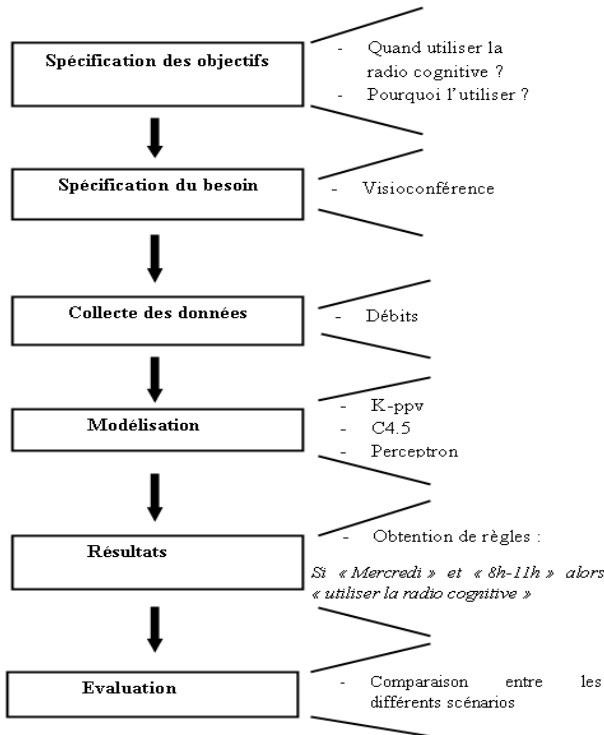 Spécification des objectifs
- Quand utiliser la
radio cognitive ?
- Pourquoi l'utiliser ?
Spécification du besoin
- Visioconférence
Collecte des données
- Débits
Modélisation
- K-ppv
- C4.5
- Perceptron
Résultats
- Obtention de règles :
Si « Mercredi » et « 8h-11h » alors
« utiliser la radio cognitive »
Evaluation
- Comparaison entre les
différents scénarios